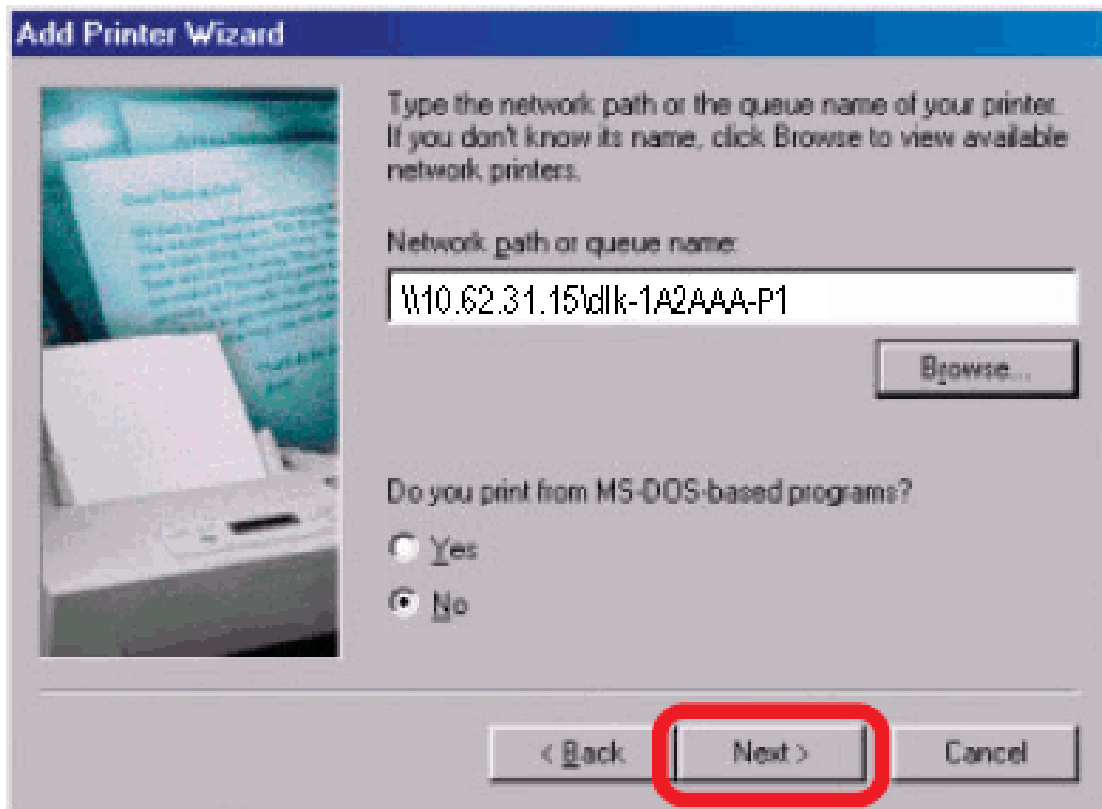 Add Printer Wizard
Type the network path or the queue name of your printer.
If you don't know its name, click Browse to view available
network printers.
Network path or queue name:
\\10.62.31.15\dlk-1A2AAA-P1
Browse...
Do you print from MS-DOS-based programs?
Yes
No
< Back
Next >
Cancel